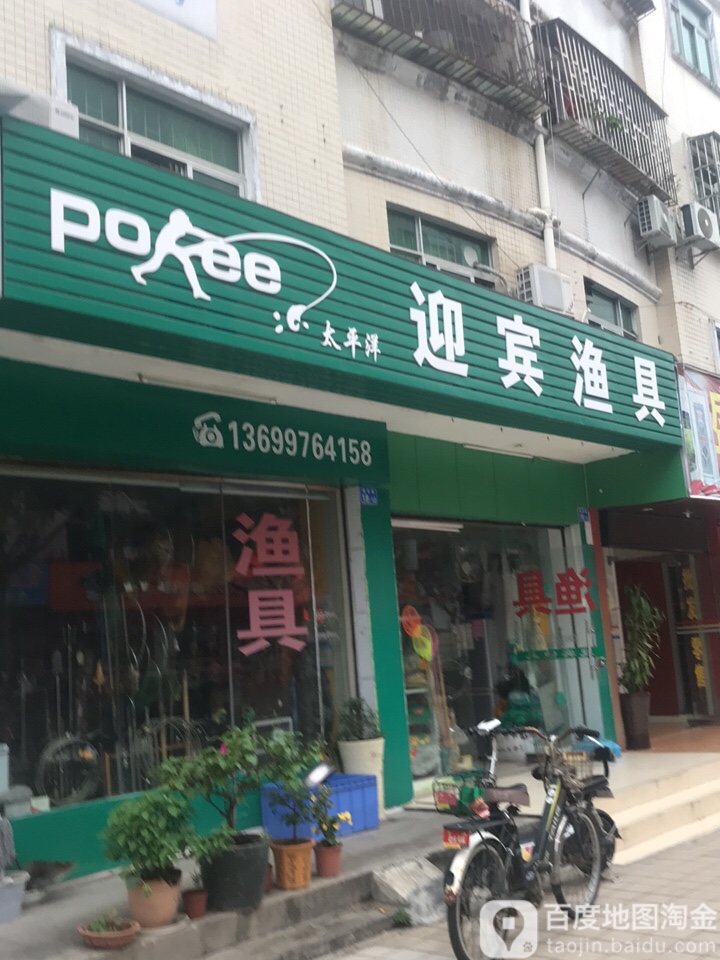 pokee
太平洋
迎宾渔具
13699764158
渔具
渔具
百度地图淘金
taojin.baidu.com